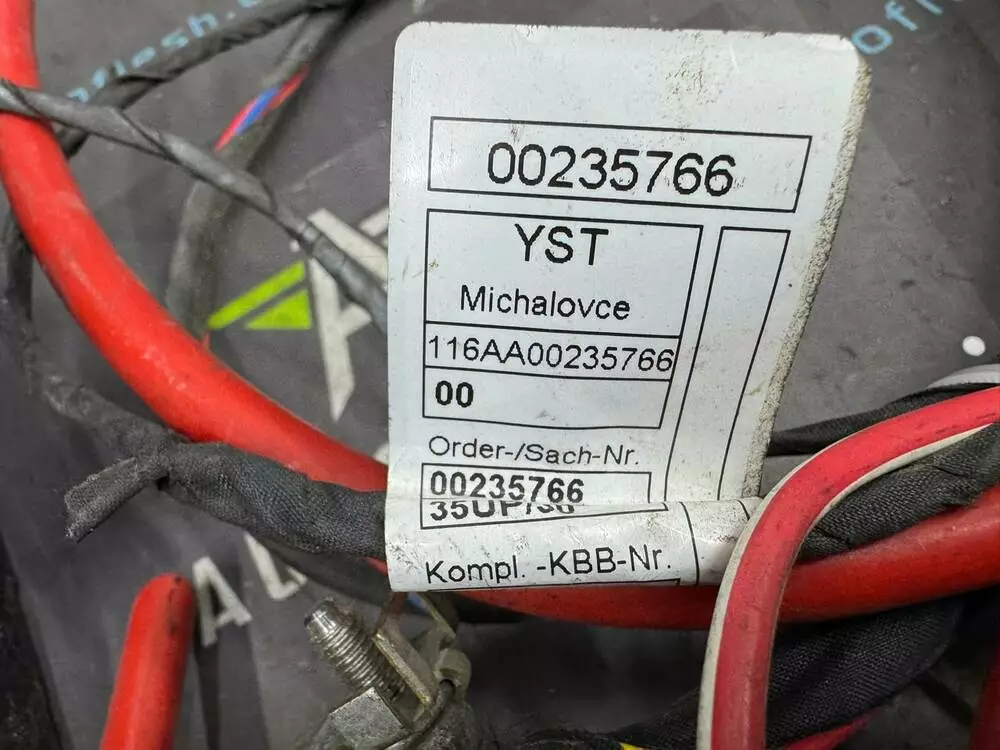 00235766
YST
Michalovce
116AA00235766
00
Order-/Sach-Nr.
00235766
Kompl. -KBB-Nr.